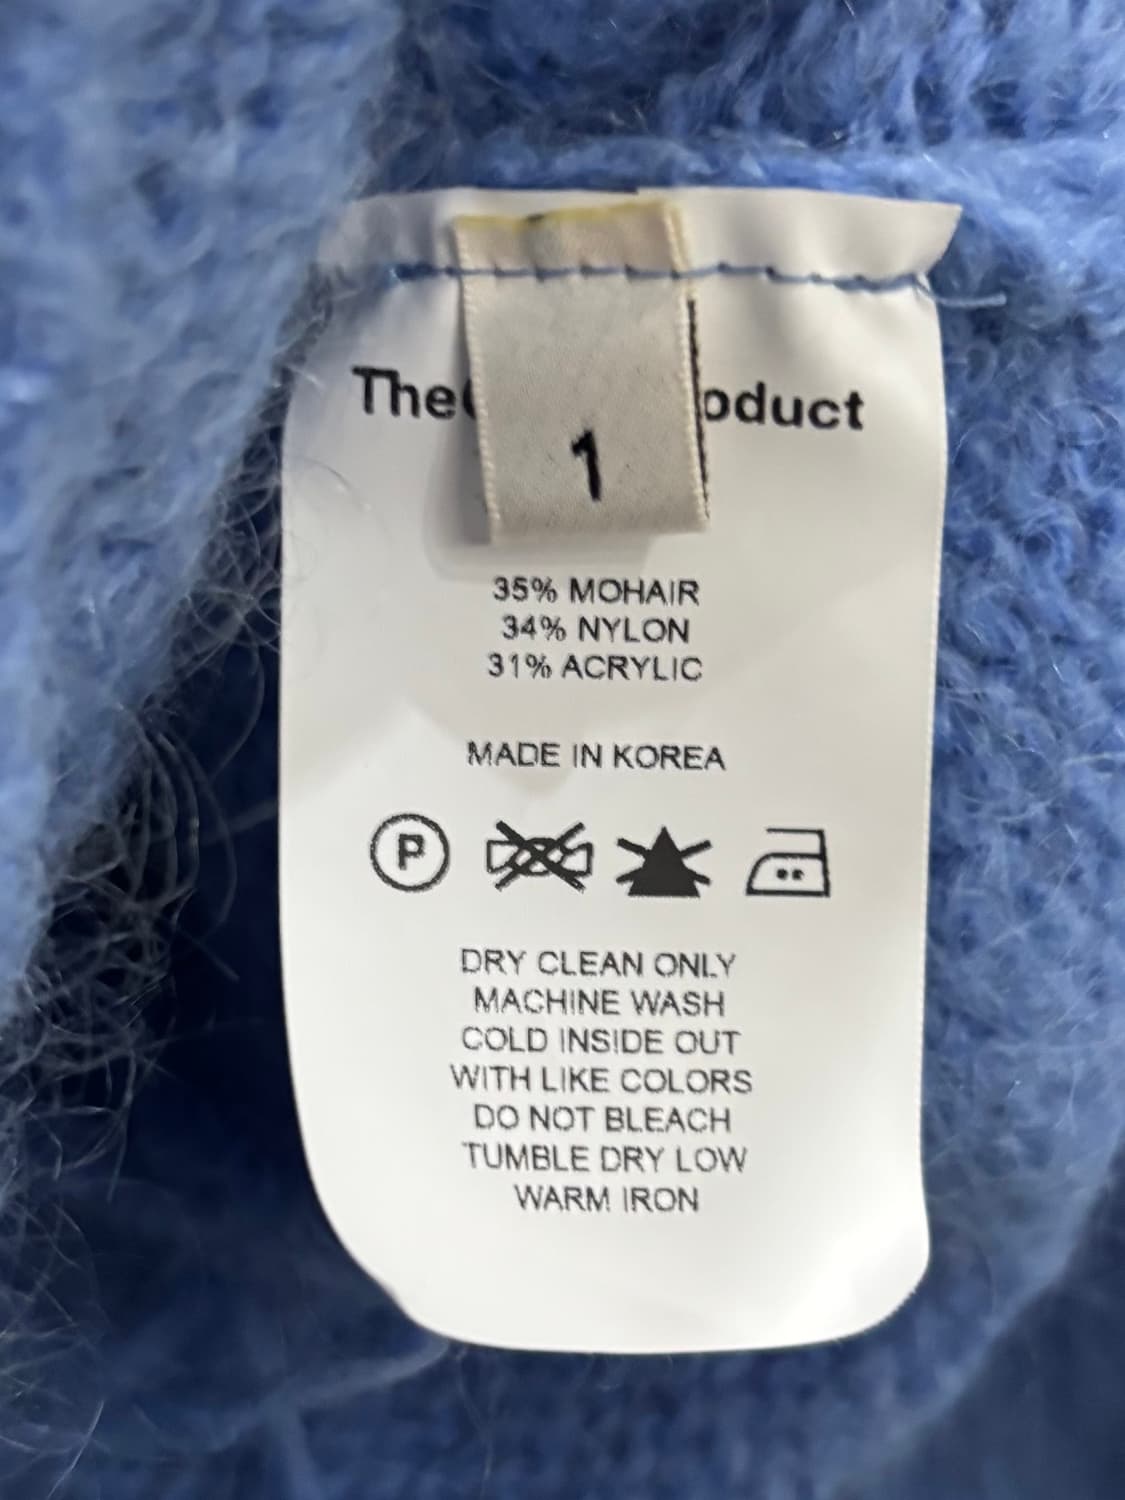 The
oduct
1
35% MOHAIR
34% NYLON
31% ACRYLIC
MADE IN KOREA
P
DRY CLEAN ONLY
MACHINE WASH
COLD INSIDE OUT
WITH LIKE COLORS
DO NOT BLEACH
TUMBLE DRY LOW
WARM IRON